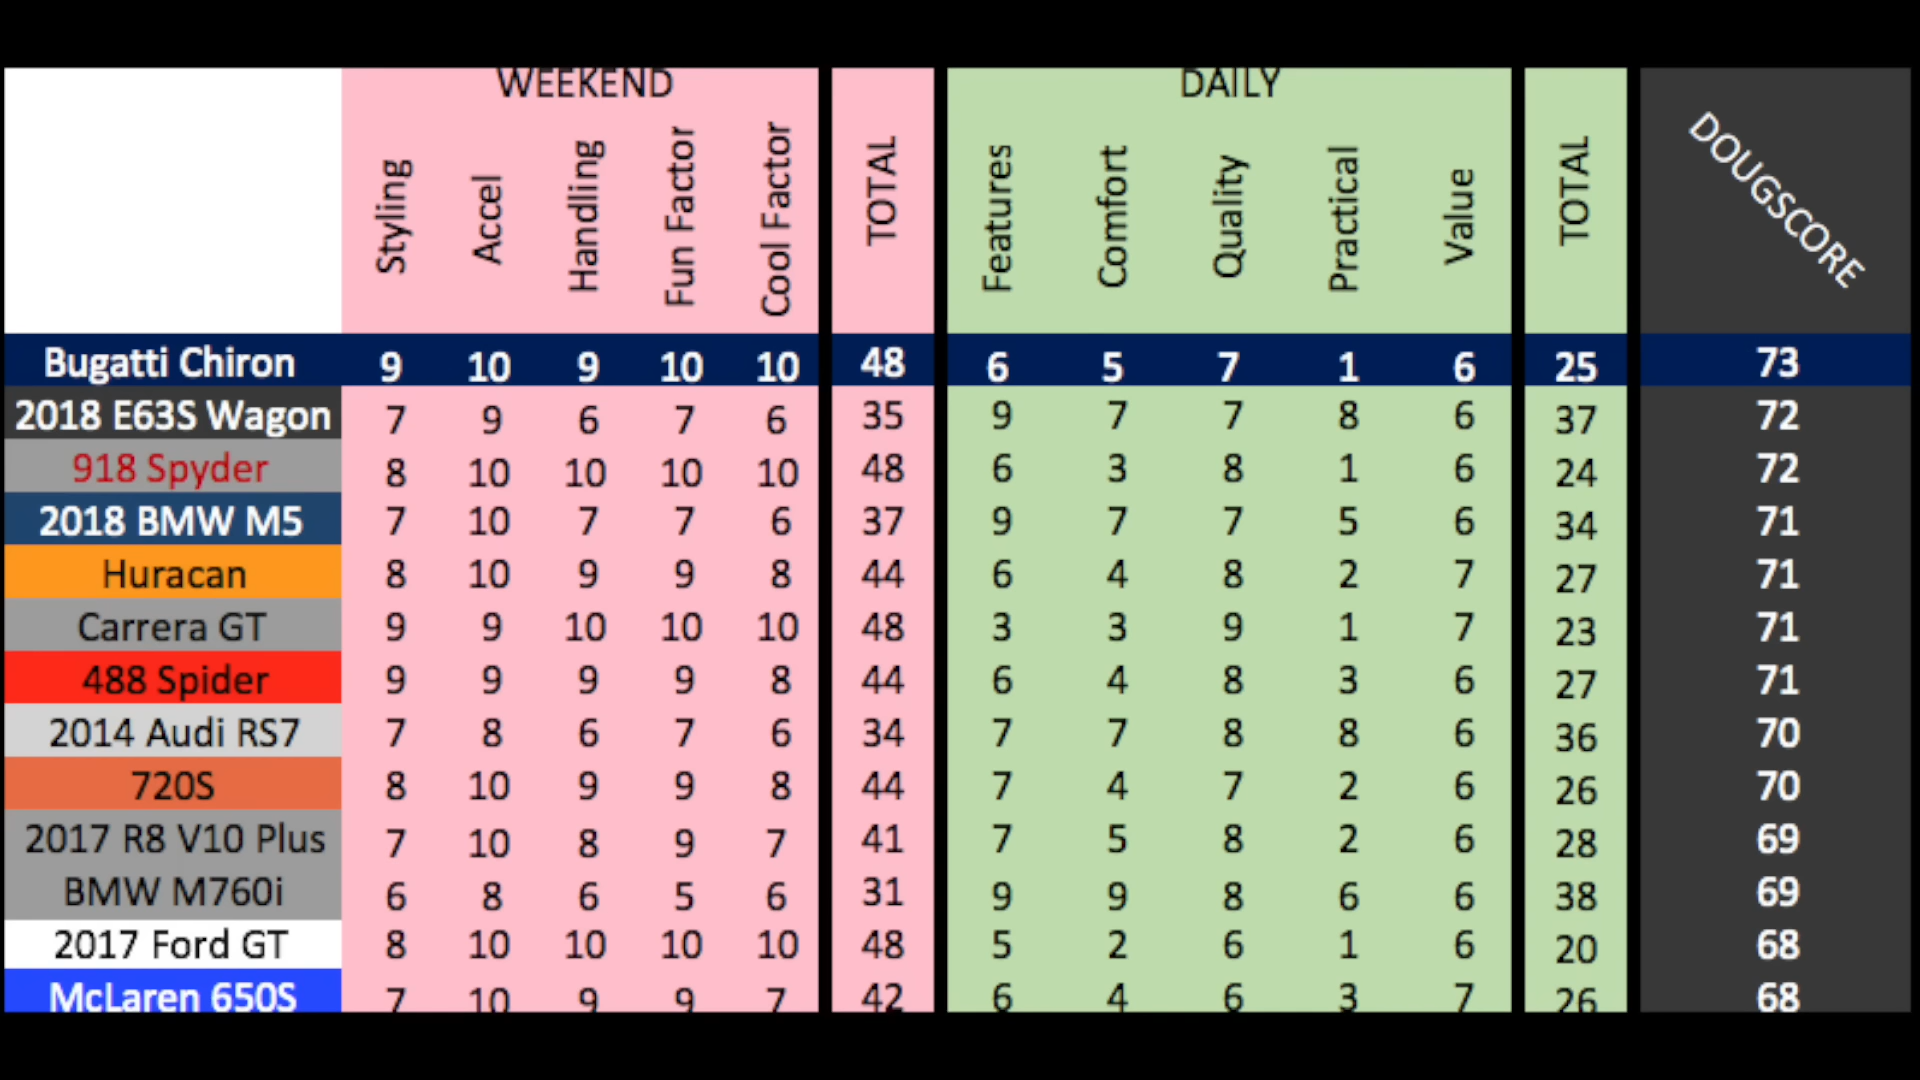 WEEKEND DAILY
Styling Accel Handling Fun Factor Cool Factor TOTAL Features Comfort Quality Practical Value TOTAL DOUGSCORE
Bugatti Chiron 9 10 9 10 10 48 6 5 7 1 6 25 73
2018 E63S Wagon 7 9 6 7 6 35 9 7 7 8 6 37 72
918 Spyder 8 10 10 10 10 48 6 3 8 1 6 24 72
2018 BMW M5 7 10 7 7 6 37 9 7 7 5 6 34 71
Huracan 8 10 9 9 8 44 6 4 8 2 7 27 71
Carrera GT 9 9 10 10 10 48 3 3 9 1 7 23 71
488 Spider 9 9 9 9 8 44 6 4 8 3 6 27 71
2014 Audi RS7 7 8 6 7 6 34 7 7 8 8 6 36 70
720S 8 10 9 9 8 44 7 4 7 2 6 26 70
2017 R8 V10 Plus 7 10 8 9 7 41 7 5 8 2 6 28 69
BMW M760i 6 8 6 5 6 31 9 9 8 6 6 38 69
2017 Ford GT 8 10 10 10 10 48 5 2 6 1 6 20 68
McLaren 650S 7 10 9 9 7 42 6 4 6 3 7 26 68